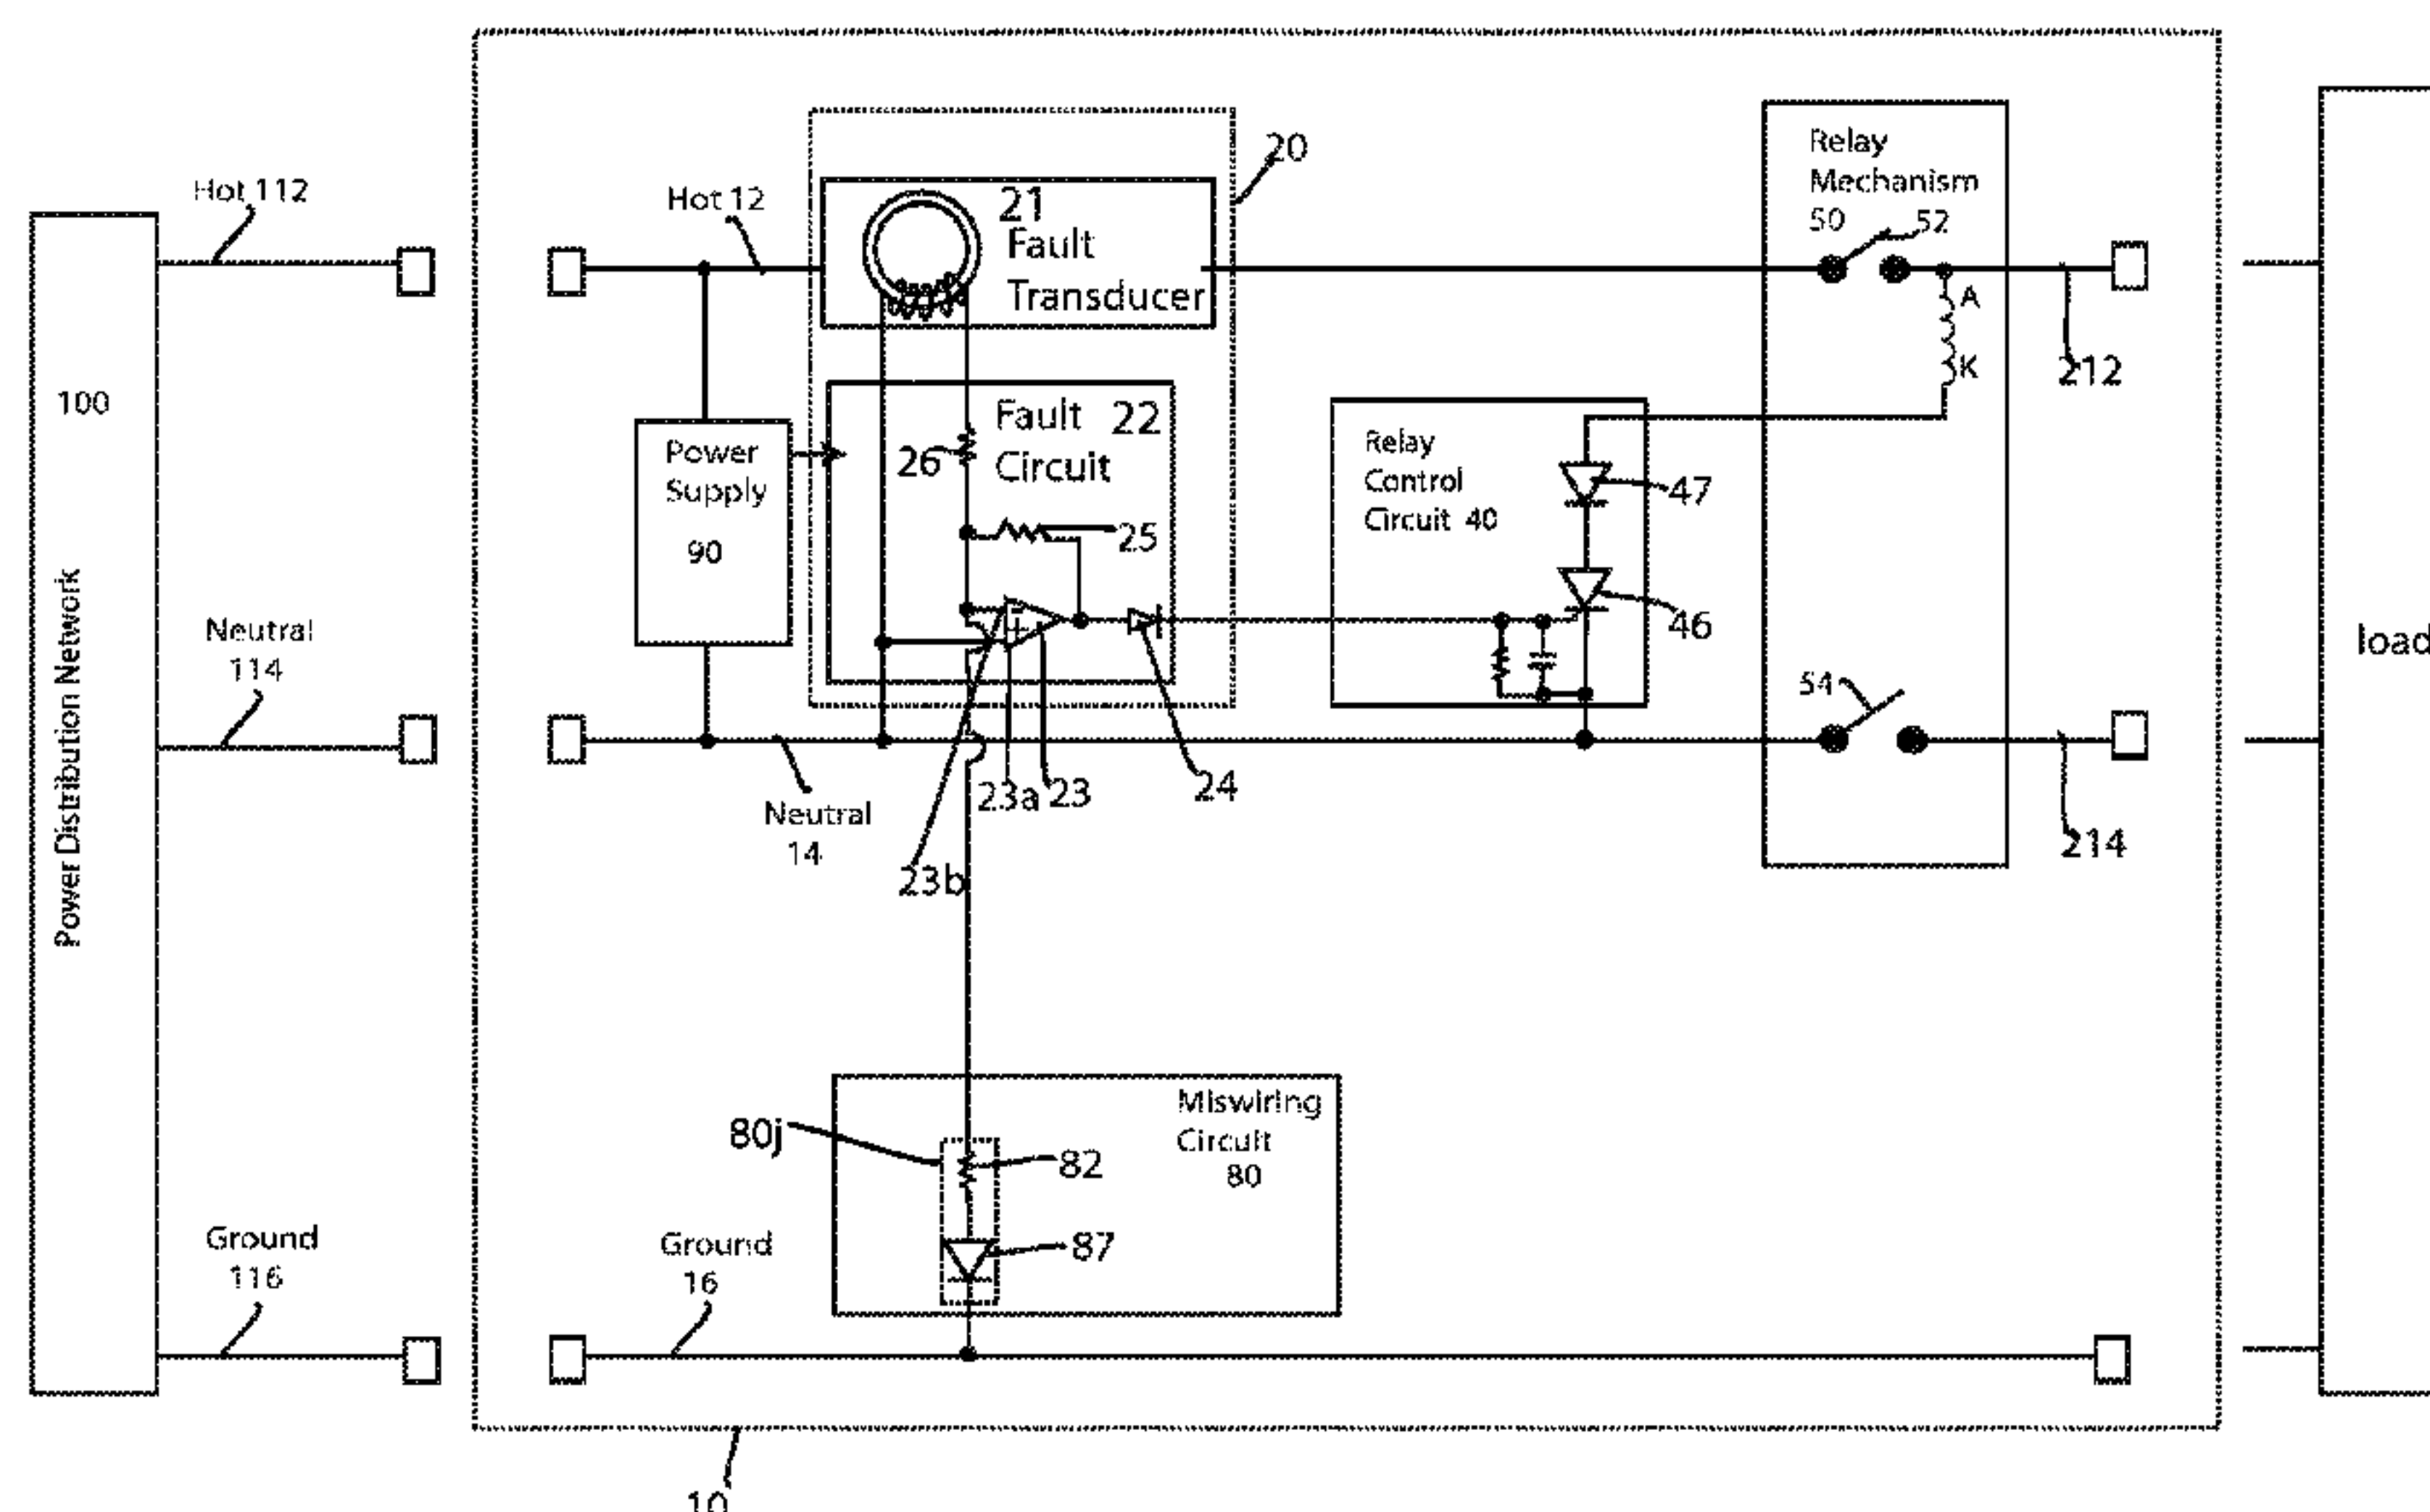 Power Distribution Network
100
Hot 112
Neutral
114
Ground
116
Hot 12
Power
Supply
90
Neutral
14
Ground
16
10
20
21
Fault
Transducer
Fault 22
Circuit
26
25
23a
23
23b
24
Relay
Control
Circuit 40
47
46
Relay
Mechanism
50
52
A
K
54
212
214
Miswiring
Circuit
80
80j
82
87
load